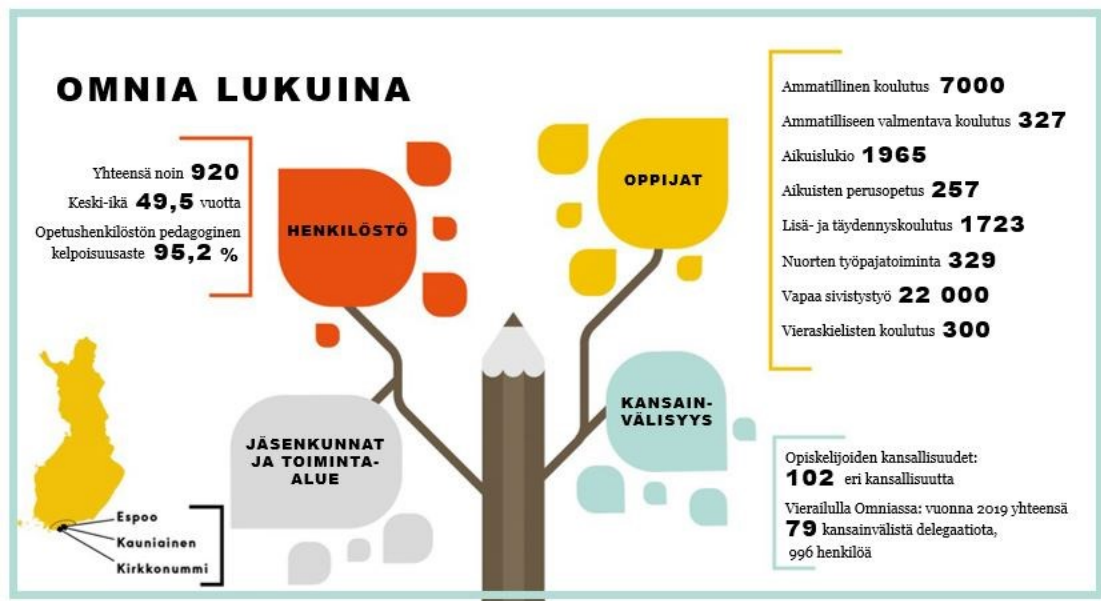 OMNIA LUKUINA
Yhteensä noin 920
Keski-ikä 49,5 vuotta
Opetushenkilöstön pedagoginen
kelpoisuusaste 95,2 %
HENKILÖSTÖ
OPPIJAT
Ammatillinen koulutus 7000
Ammatilliseen valmentava koulutus 327
Aikuislukio 1965
Aikuisten perusopetus 257
Lisä- ja täydennyskoulutus 1723
Nuorten työpajatoiminta 329
Vapaa sivistystyö 22 000
Vieraskielisten koulutus 300
JÄSENKUNNAT
JA TOIMINTA-
ALUE
Espoo
Kauniainen
Kirkkonummi
KANSAIN-
VÄLISYYS
Opiskelijoiden kansallisuudet:
102 eri kansallisuutta
Vierailulla Omniassa: vuonna 2019 yhteensä
79 kansainvälistä delegaatiota,
996 henkilöä